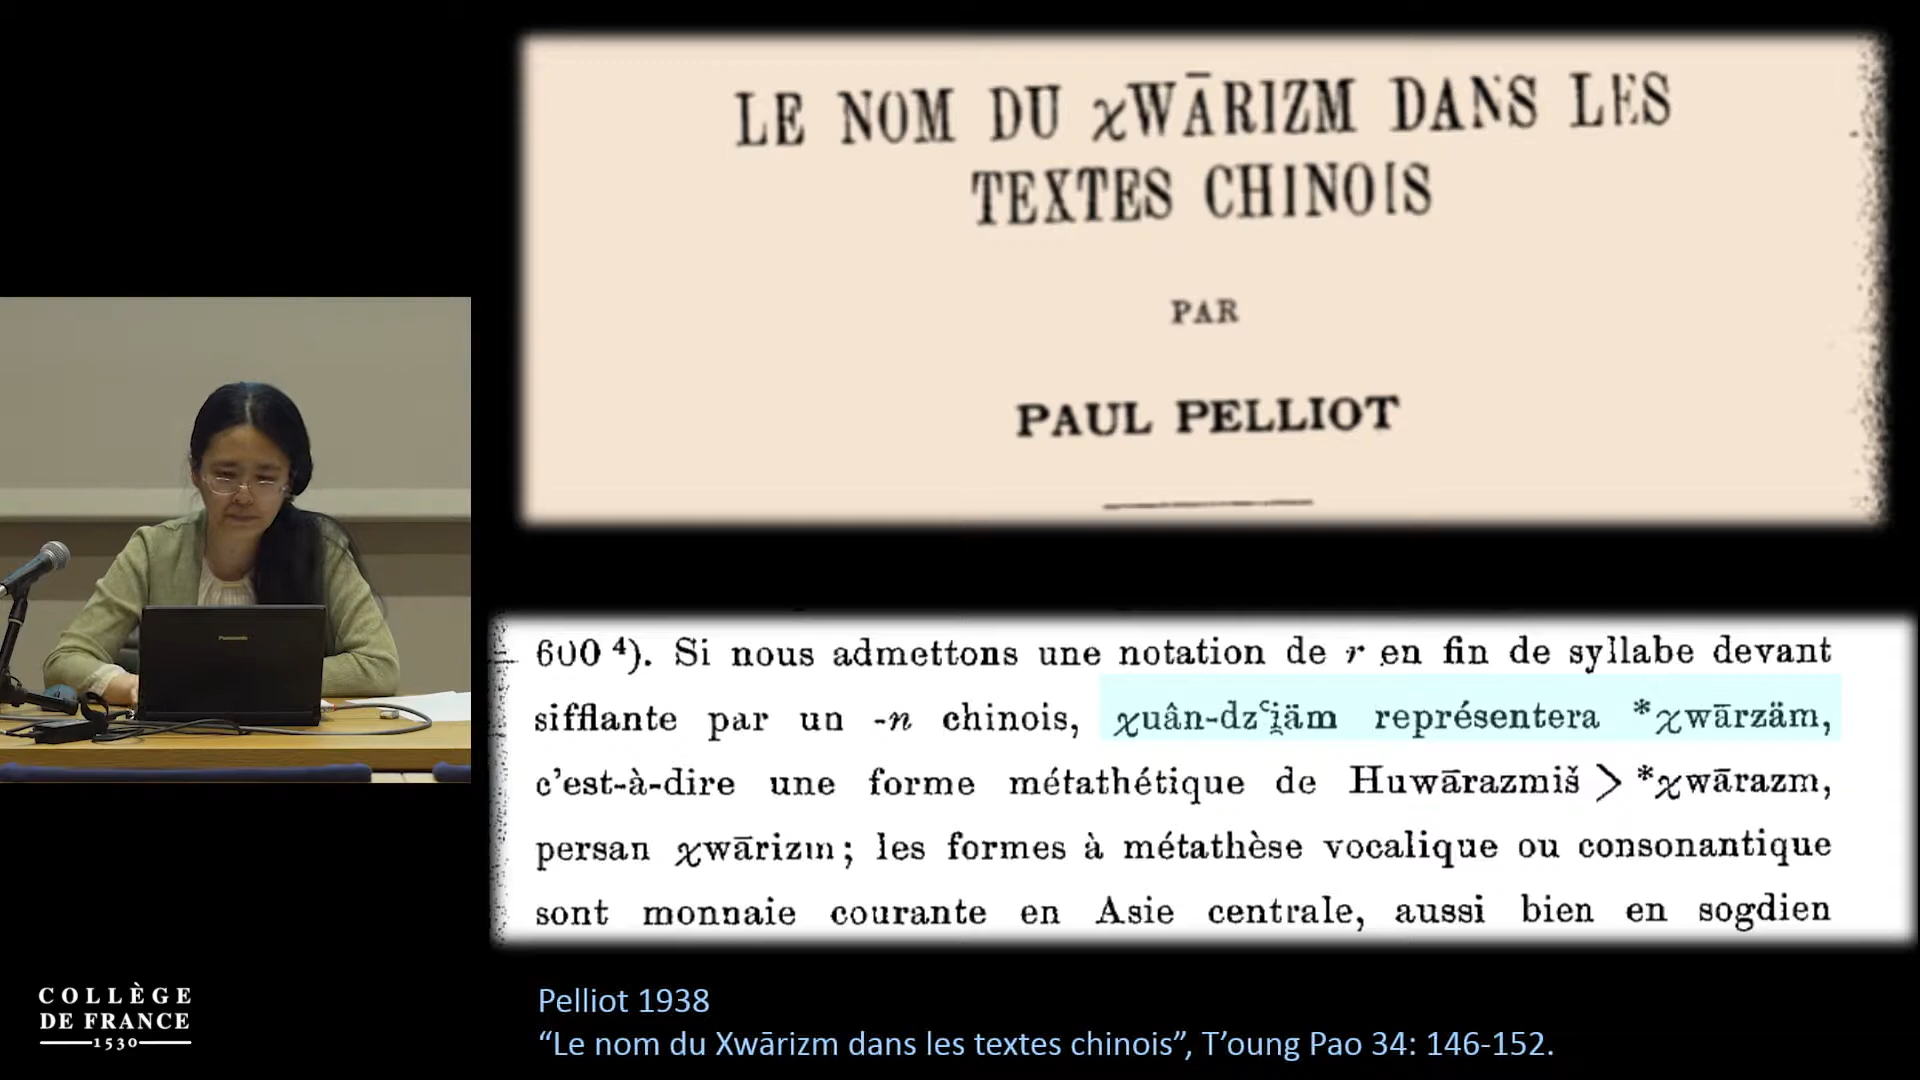 LE NOM DU χWĀRIZM DANS LES
TEXTES CHINOIS
PAR
PAUL PELLIOT
600 ⁴). Si nous admettons une notation de r en fin de syllabe devant
sifflante par un -n chinois, χuân-dzʿi̯äm représentera *χwārzäm,
c'est-à-dire une forme métathétique de Huwārazmiš > *χwārazm,
persan χwārizm; les formes à métathèse vocalique ou consonantique
sont monnaie courante en Asie centrale, aussi bien en sogdien
Pelliot 1938
“Le nom du Xwārizm dans les textes chinois”, T’oung Pao 34: 146-152.
Panasonic
COLLÈGE
DE FRANCE
1530